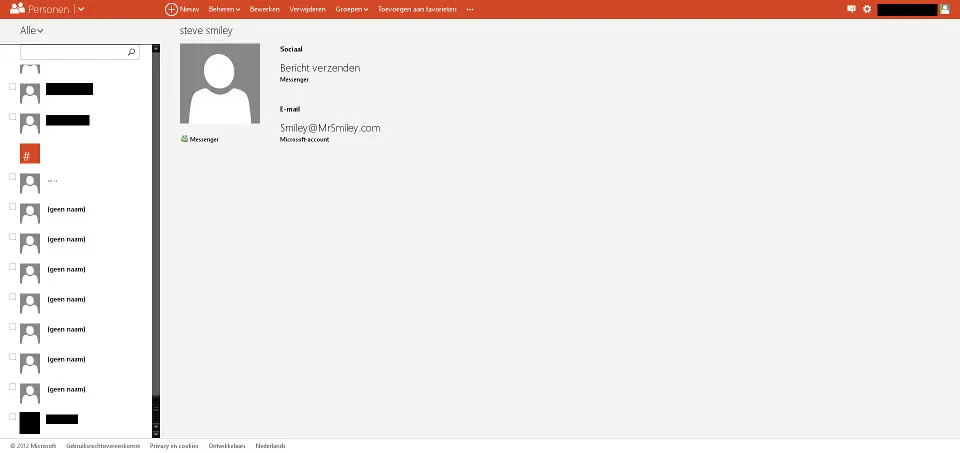 Personen
Nieuw Beheren Bewerken Verwijderen Groepen Toevoegen aan favorieten ···
Alle
steve smiley
Sociaal
Bericht verzenden
Messenger
E-mail
Smiley@MrSmiley.com
Microsoft-account
Messenger
#
(geen naam)
(geen naam)
(geen naam)
(geen naam)
(geen naam)
(geen naam)
(geen naam)
© 2012 Microsoft Gebruiksrechtovereenkomst Privacy en cookies Ontwikkelaars Nederlands